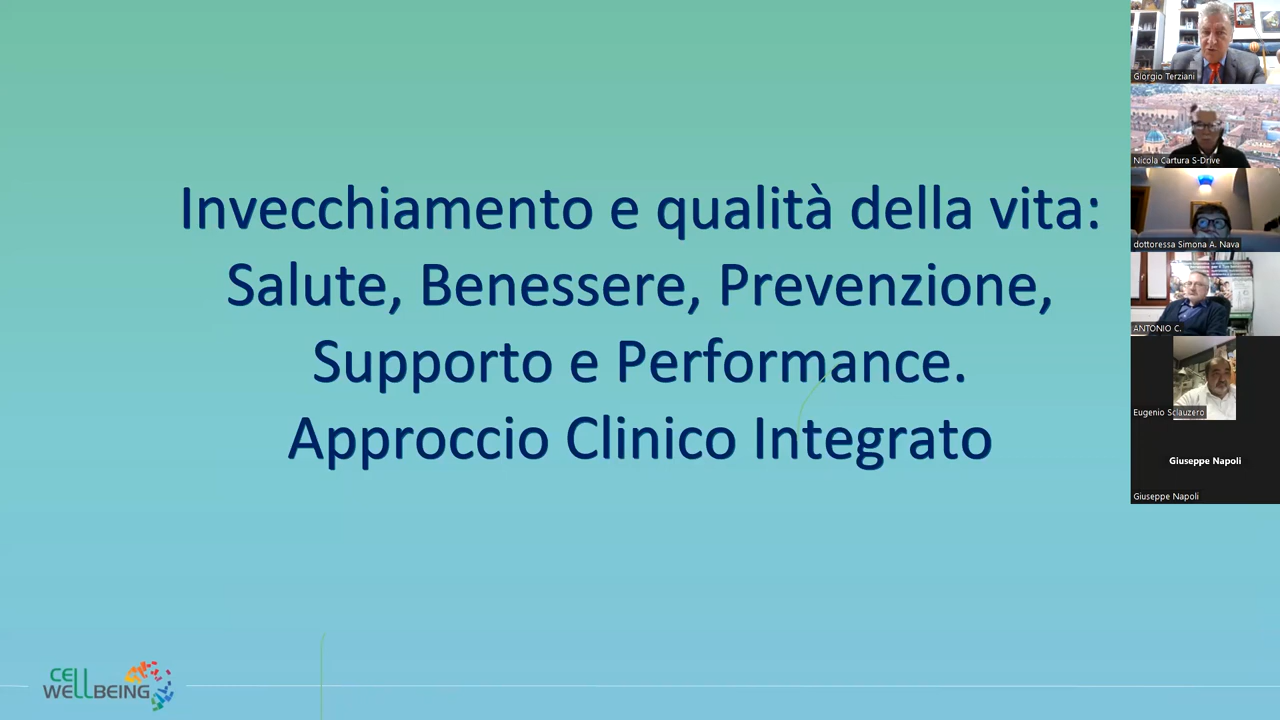 Invecchiamento e qualità della vita:
Salute, Benessere, Prevenzione,
Supporto e Performance.
Approccio Clinico Integrato
CELL
WELLBEING
Giorgio Terziani
Nicola Cartura S-Drive
dottoressa Simona A. Nava
ANTONIO C.
Eugenio Sclauzero
Giuseppe Napoli
Giuseppe Napoli